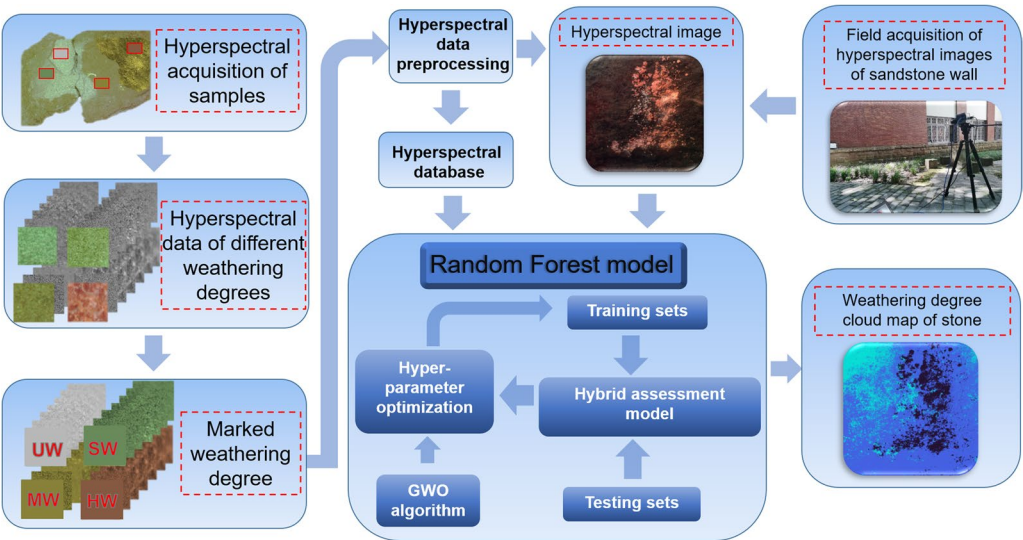 Hyperspectral
acquisition of
samples
Hyperspectral
data of different
weathering
degrees
UW
SW
MW
HW
Marked
weathering
degree
Hyperspectral
data
preprocessing
Hyperspectral
database
Hyperspectral image
Field acquisition of
hyperspectral images
of sandstone wall
Random Forest model
Training sets
Hyper-
parameter
optimization
Hybrid assessment
model
GWO
algorithm
Testing sets
Weathering degree
cloud map of stone